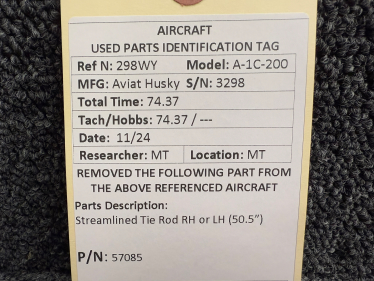 AIRCRAFT
USED PARTS IDENTIFICATION TAG
Ref N: 298WY Model: A-1C-200
MFG: Aviat Husky S/N: 3298
Total Time: 74.37
Tach/Hobbs: 74.37 / ---
Date: 11/24
Researcher: MT Location: MT
REMOVED THE FOLLOWING PART FROM
THE ABOVE REFERENCED AIRCRAFT
Parts Description:
Streamlined Tie Rod RH or LH (50.5”)
P/N: 57085